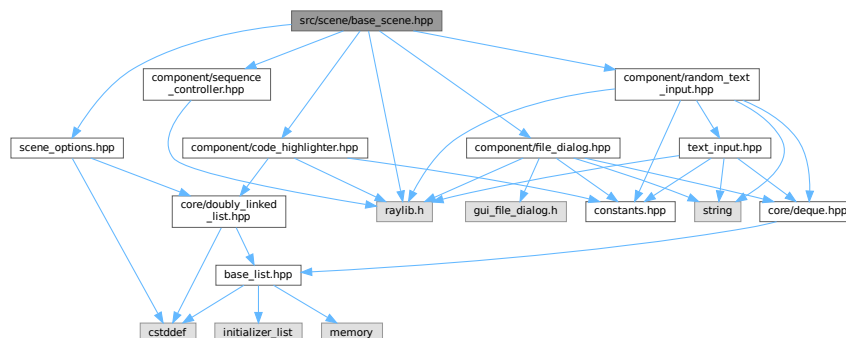 src/scene/base_scene.hpp
component/sequence
_controller.hpp
component/random_text
_input.hpp
scene_options.hpp
component/code_highlighter.hpp
component/file_dialog.hpp
text_input.hpp
core/doubly_linked
_list.hpp
raylib.h
gui_file_dialog.h
constants.hpp
string
core/deque.hpp
base_list.hpp
cstddef
initializer_list
memory